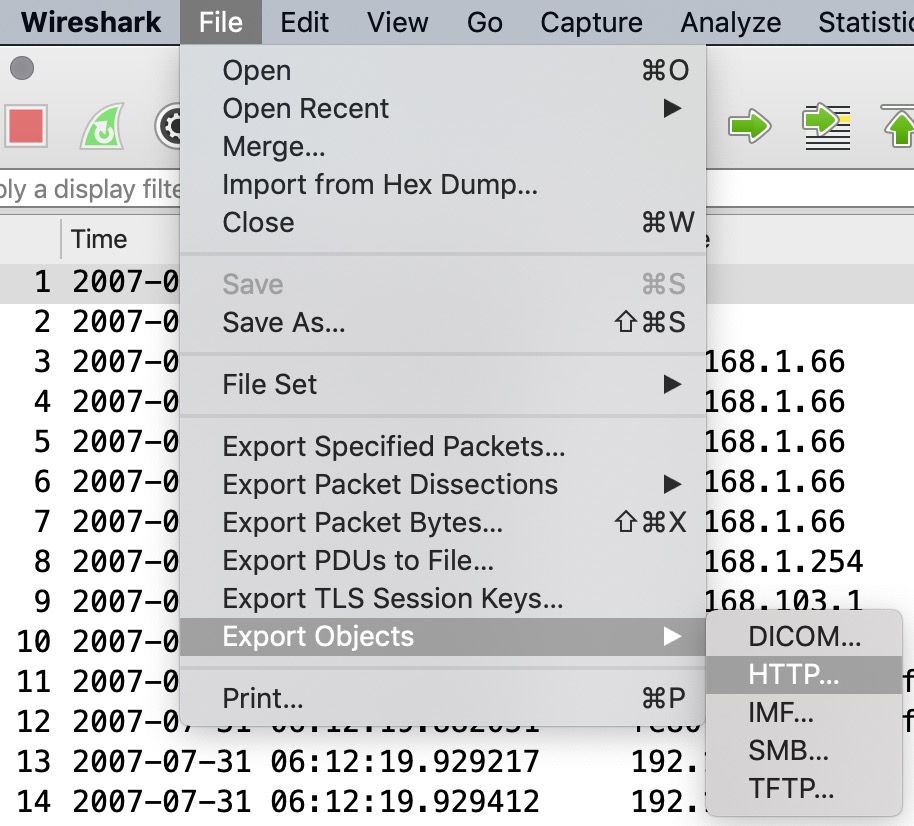 Wireshark File Edit View Go Capture Analyze
Open ⌘O
Open Recent ▶
Merge...
Import from Hex Dump...
Close ⌘W
Time
Save ⌘S
Save As... ⇧⌘S
File Set ▶
Export Specified Packets...
Export Packet Dissections ▶
Export Packet Bytes... ⇧⌘X
Export PDUs to File...
Export TLS Session Keys...
Export Objects ▶
Print... ⌘P
DICOM...
HTTP...
IMF...
SMB...
TFTP...
1 2007-0
2 2007-0
3 2007-0 168.1.66
4 2007-0 168.1.66
5 2007-0 168.1.66
6 2007-0 168.1.66
7 2007-0 168.1.66
8 2007-0 168.1.254
9 2007-0 168.103.1
10 2007-0
11 2007-0
12 2007-07-31 06:12:19.882051
13 2007-07-31 06:12:19.929217 192.
14 2007-07-31 06:12:19.929412 192.